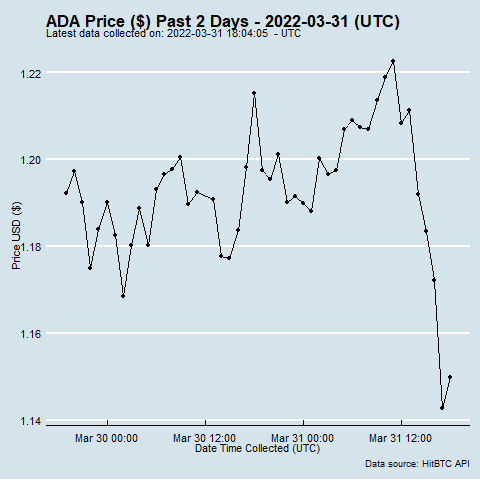 ADA Price ($) Past 2 Days - 2022-03-31 (UTC)
Latest data collected on: 2022-03-31 18:04:05 - UTC
1.22
1.20
1.18
1.16
1.14
Price USD ($)
Mar 30 00:00 Mar 30 12:00 Mar 31 00:00 Mar 31 12:00
Date Time Collected (UTC)
Data source: HitBTC API